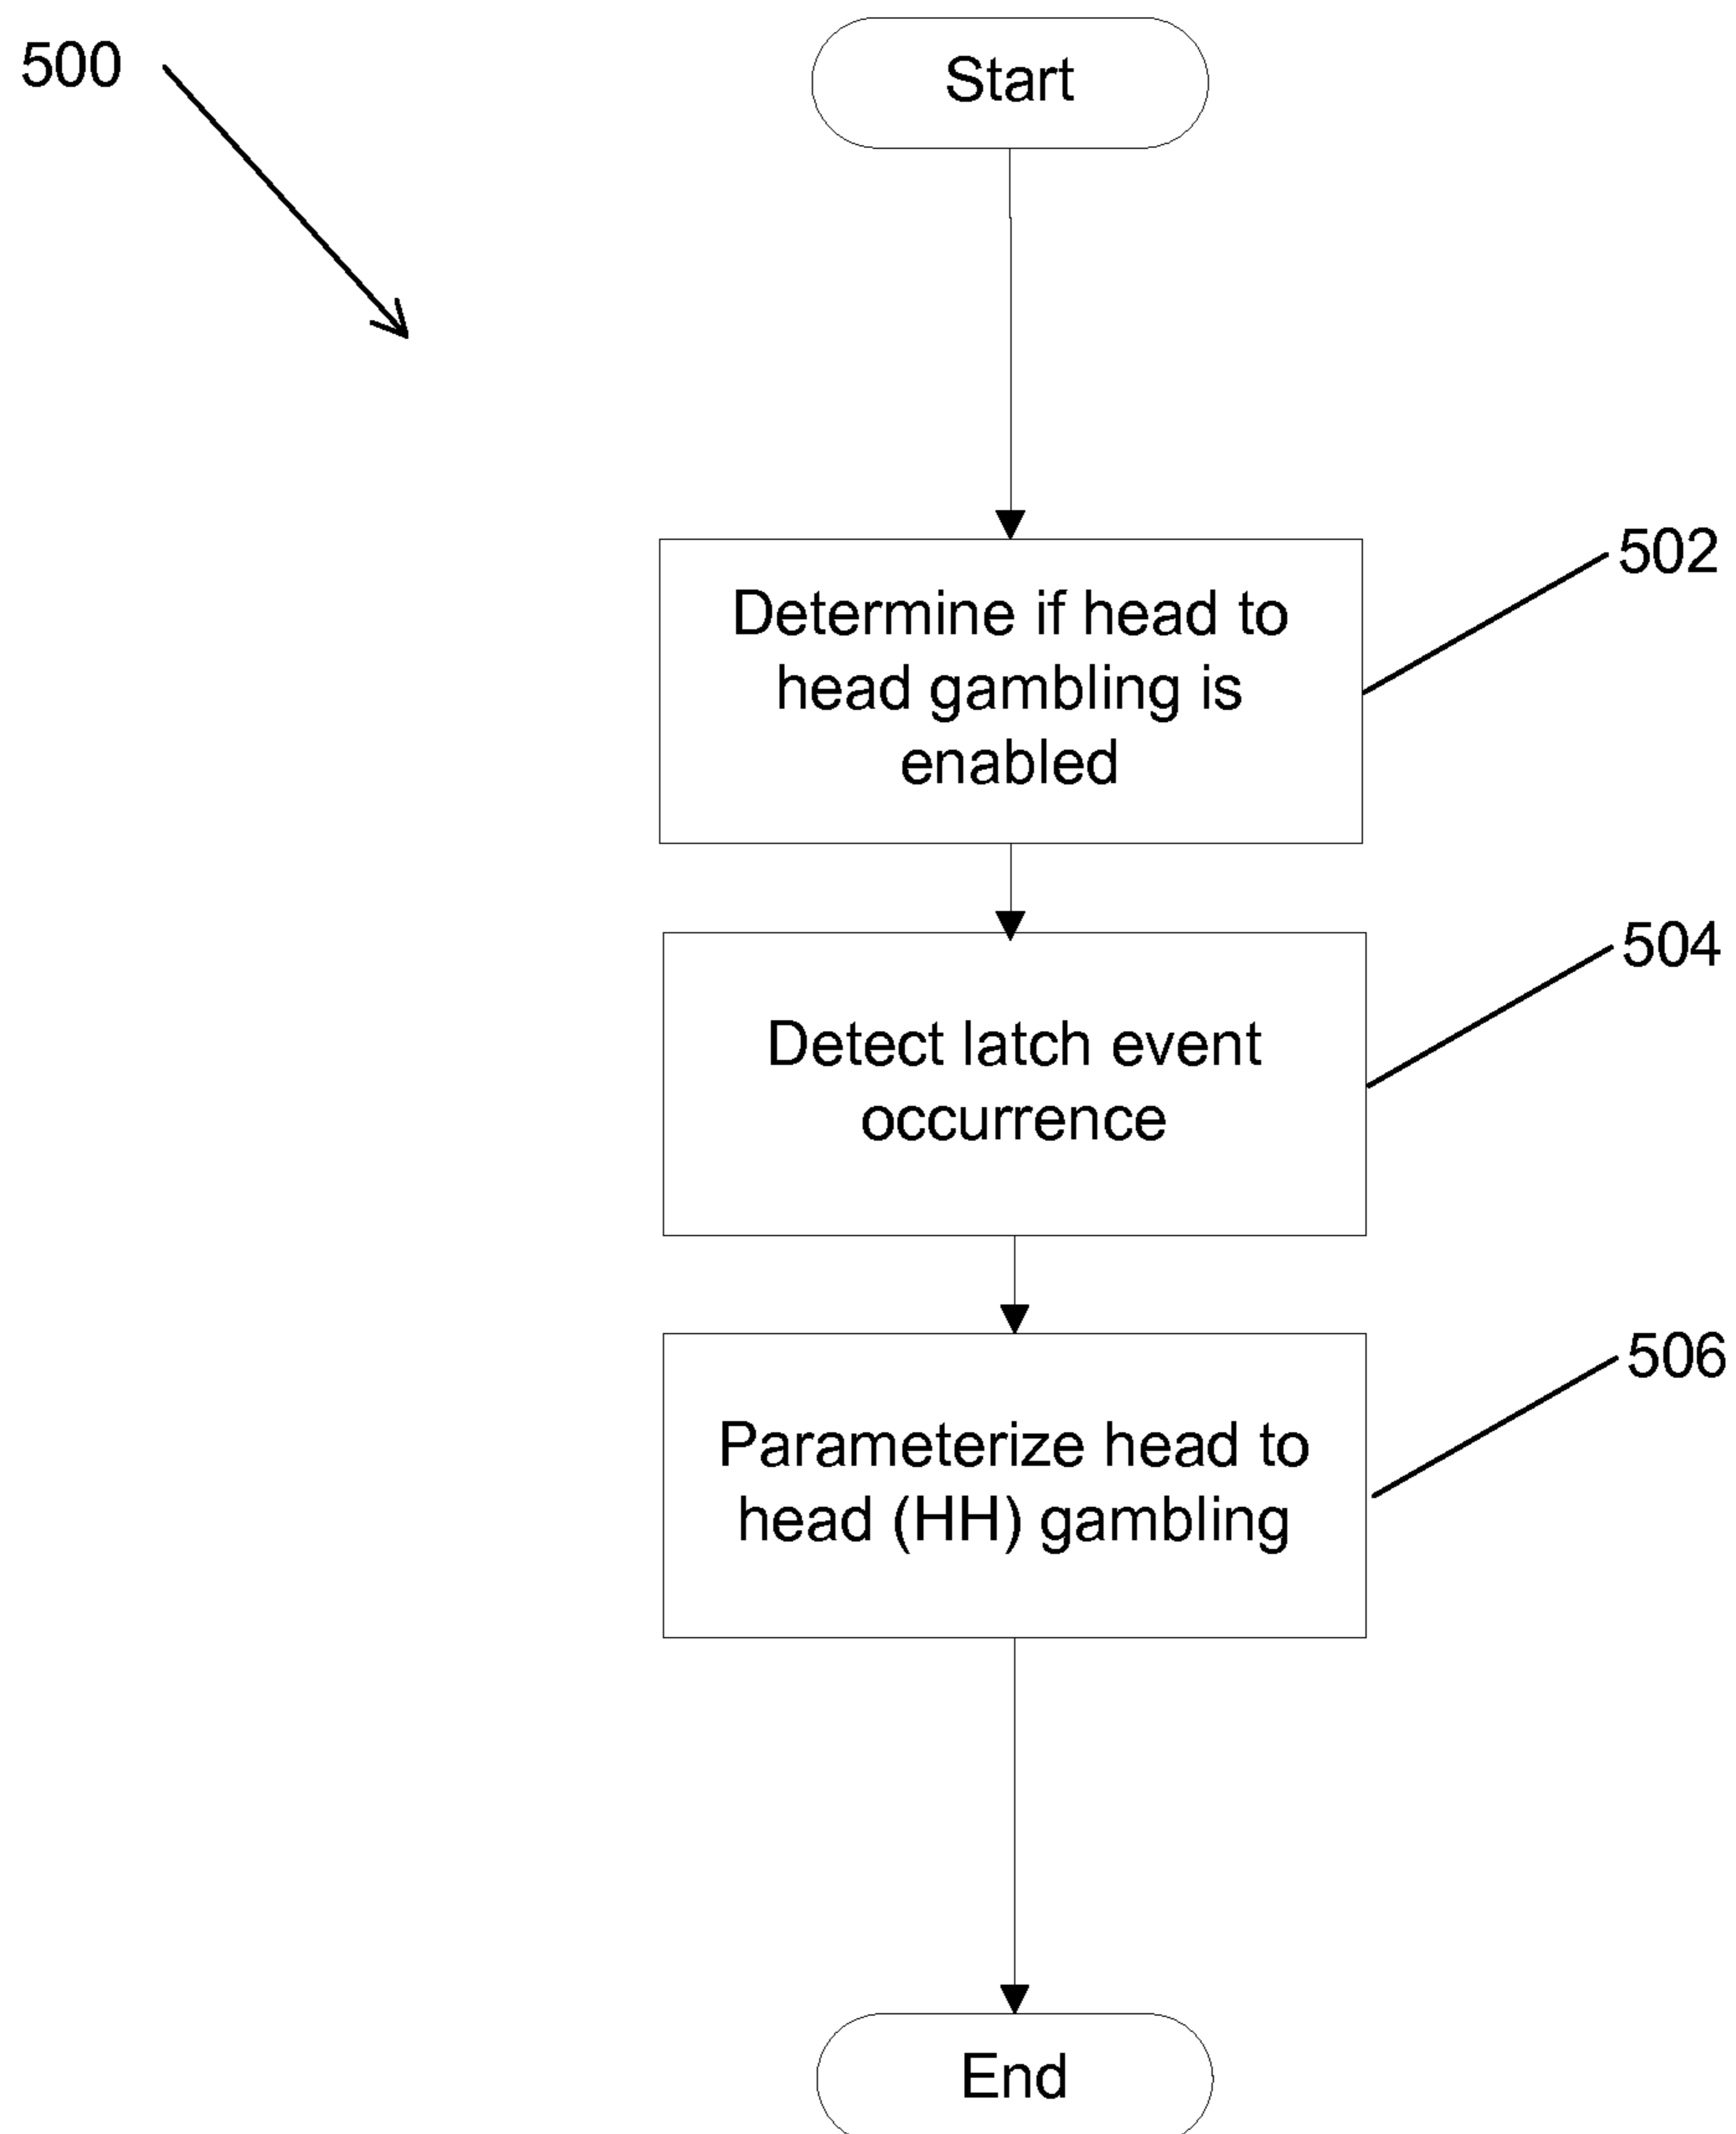 500
Start
Determine if head to
head gambling is
enabled
502
Detect latch event
occurrence
504
Parameterize head to
head (HH) gambling
506
End